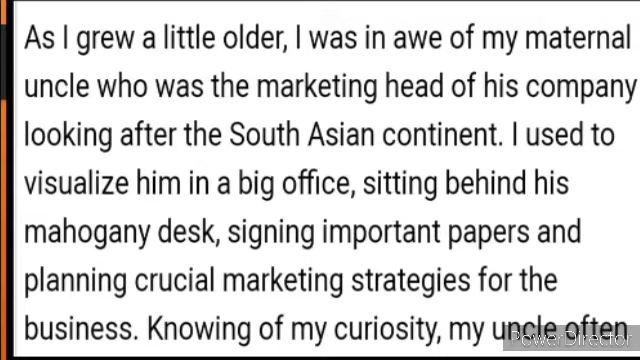 As I grew a little older, I was in awe of my maternal
uncle who was the marketing head of his company
looking after the South Asian continent. I used to
visualize him in a big office, sitting behind his
mahogany desk, signing important papers and
planning crucial marketing strategies for the
business. Knowing of my curiosity, my uncle often
PowerDirector